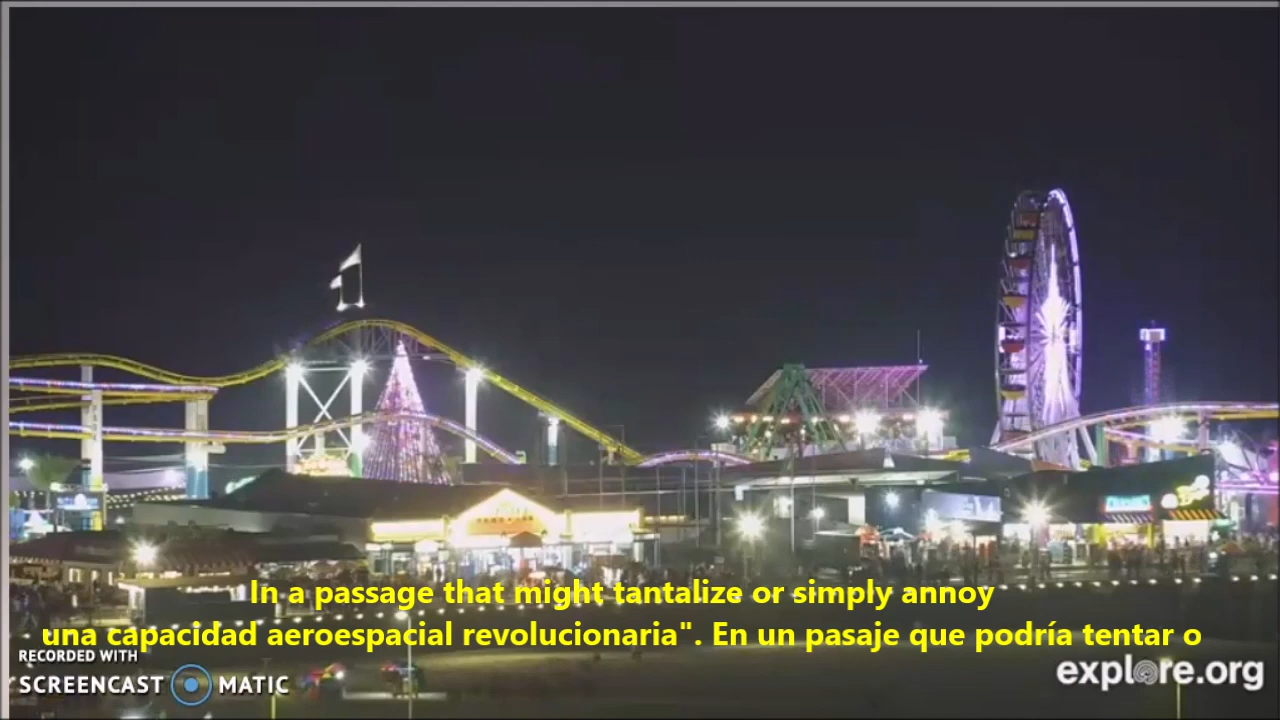 In a passage that might tantalize or simply annoy
una capacidad aeroespacial revolucionaria". En un pasaje que podría tentar o
RECORDED WITH
SCREENCAST MATIC
explore.org